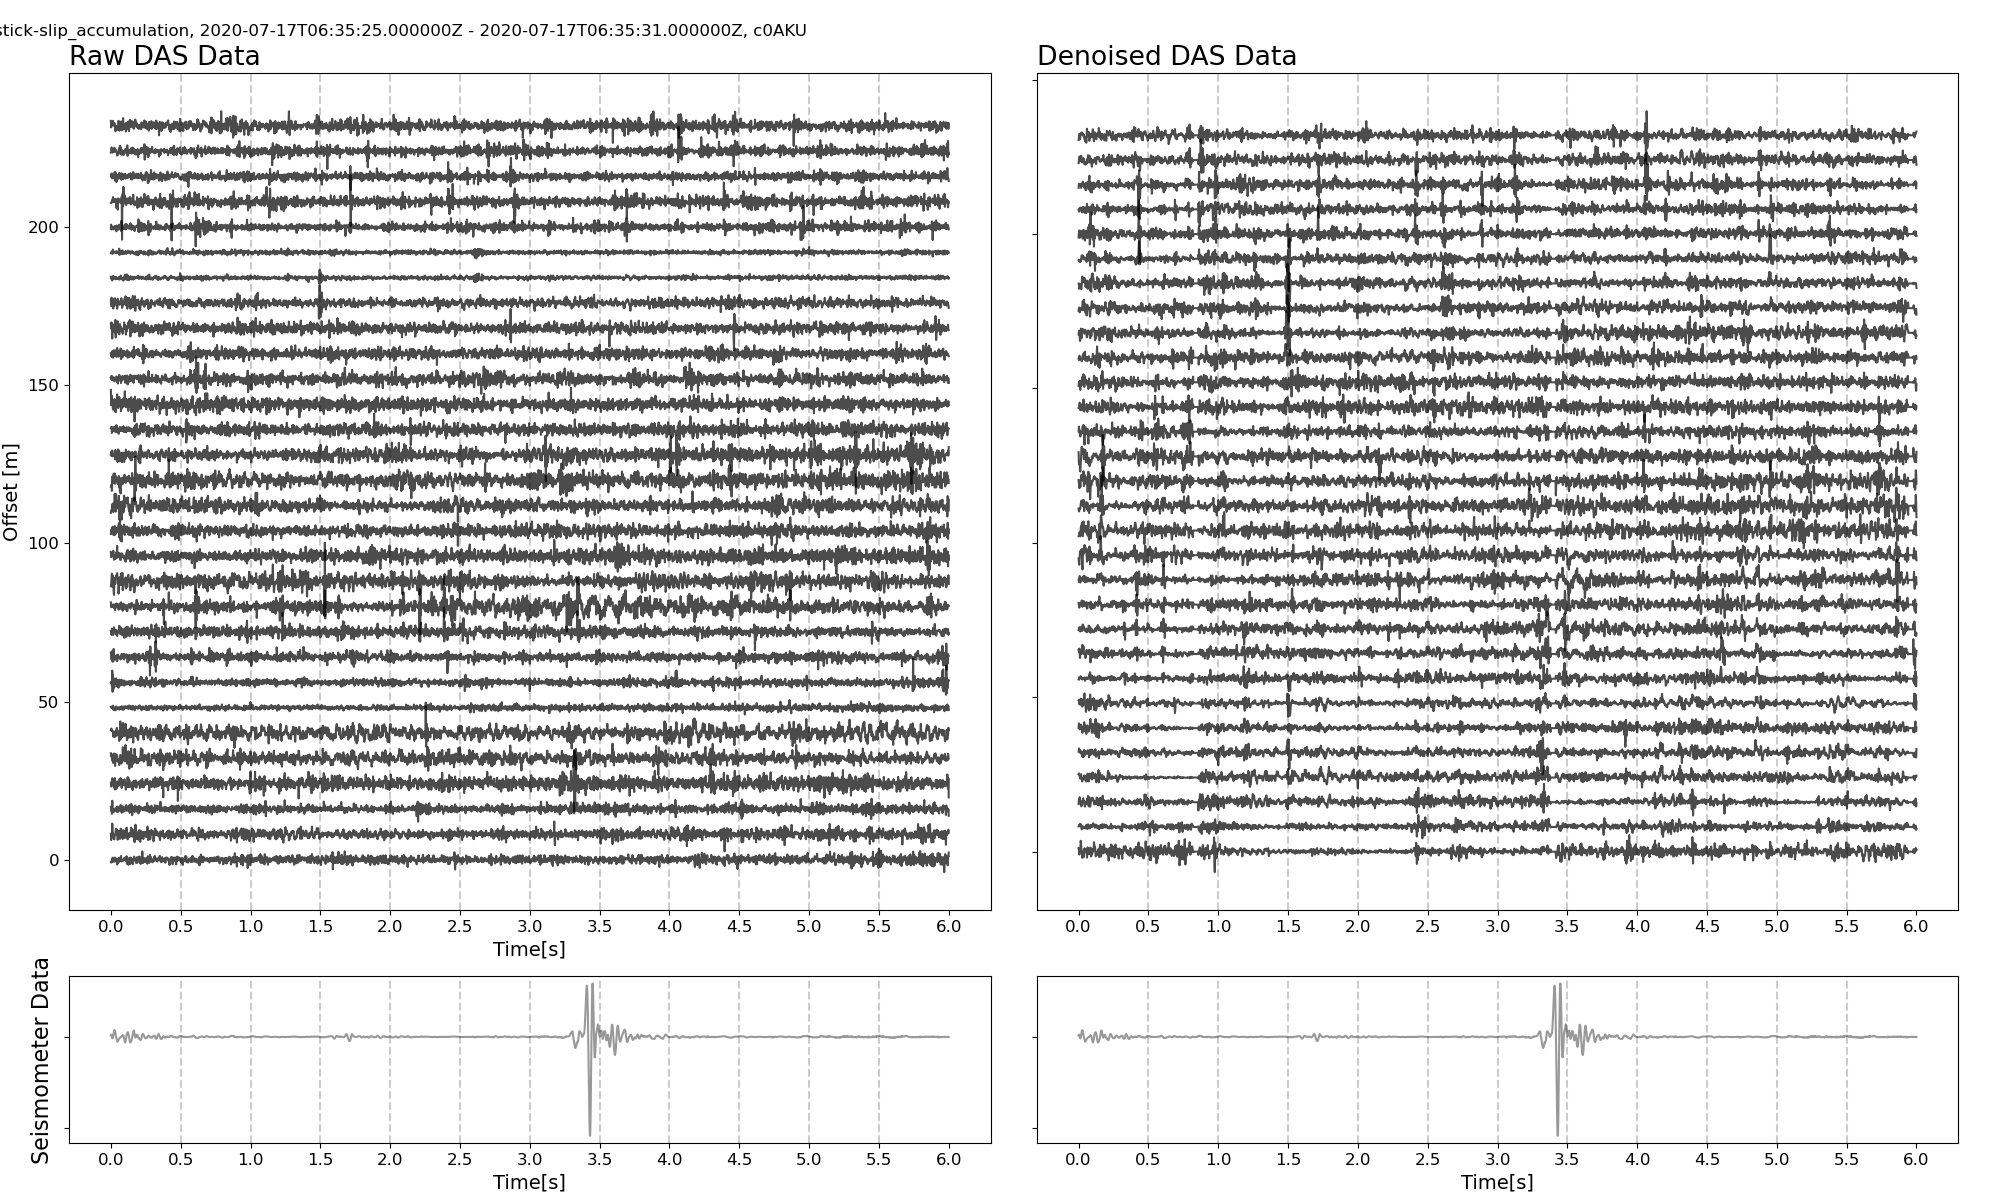 stick-slip_accumulation, 2020-07-17T06:35:25.000000Z - 2020-07-17T06:35:31.000000Z, c0AKU
Raw DAS Data
Denoised DAS Data
Offset [m]
200
150
100
50
0
0.0 0.5 1.0 1.5 2.0 2.5 3.0 3.5 4.0 4.5 5.0 5.5 6.0
Time[s]
0.0 0.5 1.0 1.5 2.0 2.5 3.0 3.5 4.0 4.5 5.0 5.5 6.0
Seismometer Data
0.0 0.5 1.0 1.5 2.0 2.5 3.0 3.5 4.0 4.5 5.0 5.5 6.0
Time[s]
0.0 0.5 1.0 1.5 2.0 2.5 3.0 3.5 4.0 4.5 5.0 5.5 6.0
Time[s]